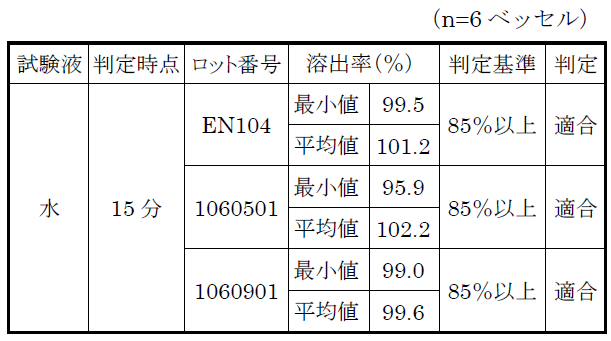 (n=6ベッセル)
試験液 判定時点 ロット番号 溶出率(%) 判定基準 判定
水 15分 EN104 最小値 99.5 85%以上 適合
平均値 101.2
1060501 最小値 95.9 85%以上 適合
平均値 102.2
1060901 最小値 99.0 85%以上 適合
平均値 99.6